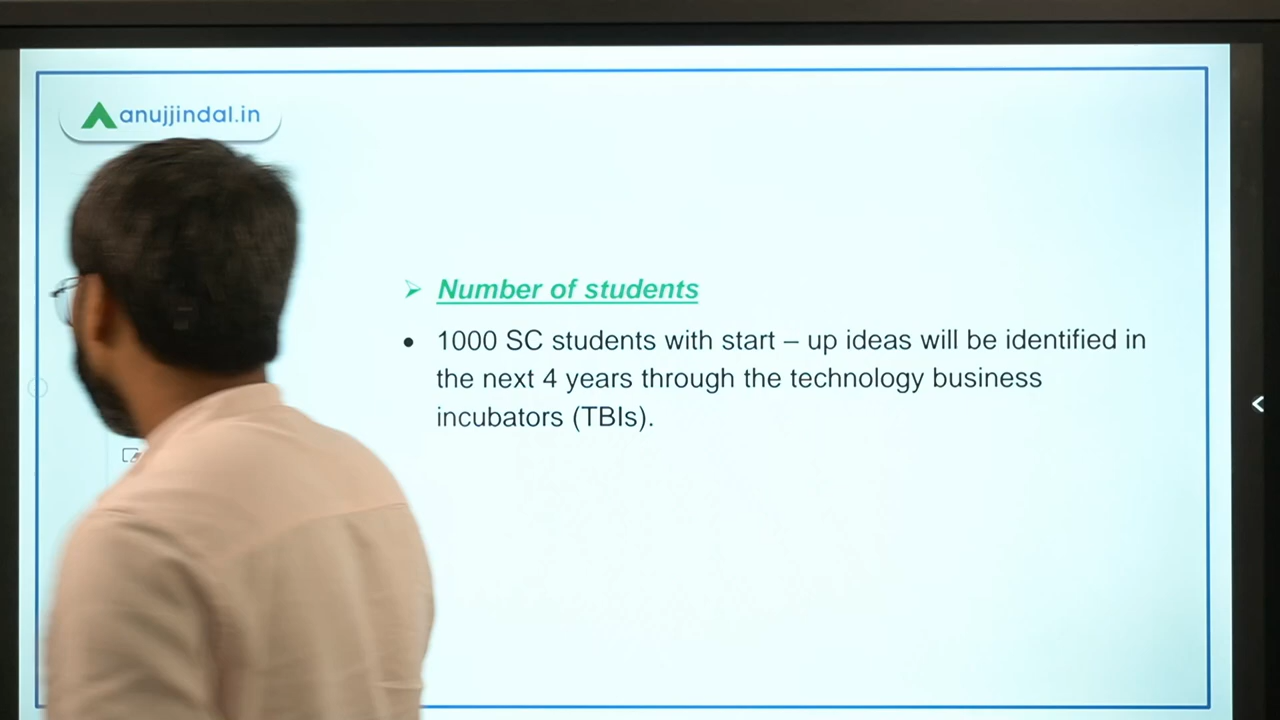 anujjindal.in
Number of students
1000 SC students with start – up ideas will be identified in
the next 4 years through the technology business
incubators (TBIs).